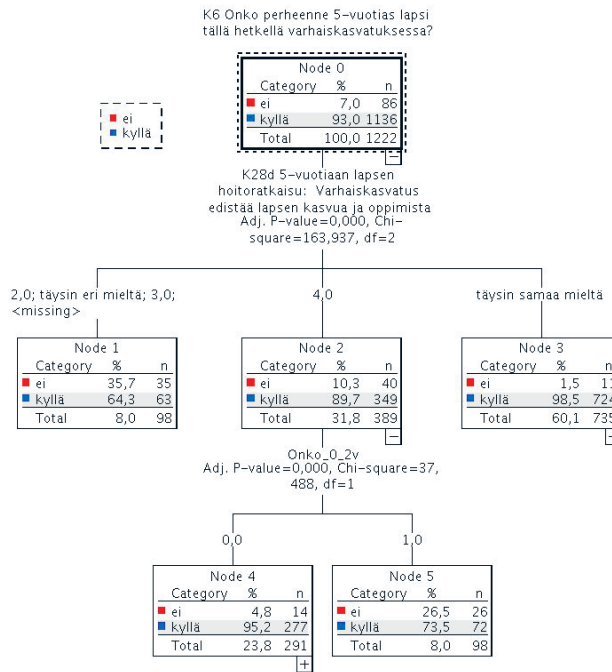 K6 Onko perheenne 5-vuotias lapsi
tällä hetkellä varhaiskasvatuksessa?
Node 0
Category % n
ei 7,0 86
kyllä 93,0 1136
Total 100,0 1222
ei
kyllä
K28d 5-vuotiaan lapsen
hoitoratkaisu: Varhaiskasvatus
edistää lapsen kasvua ja oppimista
Adj. P-value=0,000, Chi-
square=163,937, df=2
2,0; täysin eri mieltä; 3,0;
<missing>
4,0
täysin samaa mieltä
Node 1
Category % n
ei 35,7 35
kyllä 64,3 63
Total 8,0 98
Node 2
Category % n
ei 10,3 40
kyllä 89,7 349
Total 31,8 389
Node 3
Category % n
ei 1,5 11
kyllä 98,5 724
Total 60,1 735
Onko_0_2v
Adj. P-value=0,000, Chi-square=37,
488, df=1
0,0
1,0
Node 4
Category % n
ei 4,8 14
kyllä 95,2 277
Total 23,8 291
Node 5
Category % n
ei 26,5 26
kyllä 73,5 72
Total 8,0 98